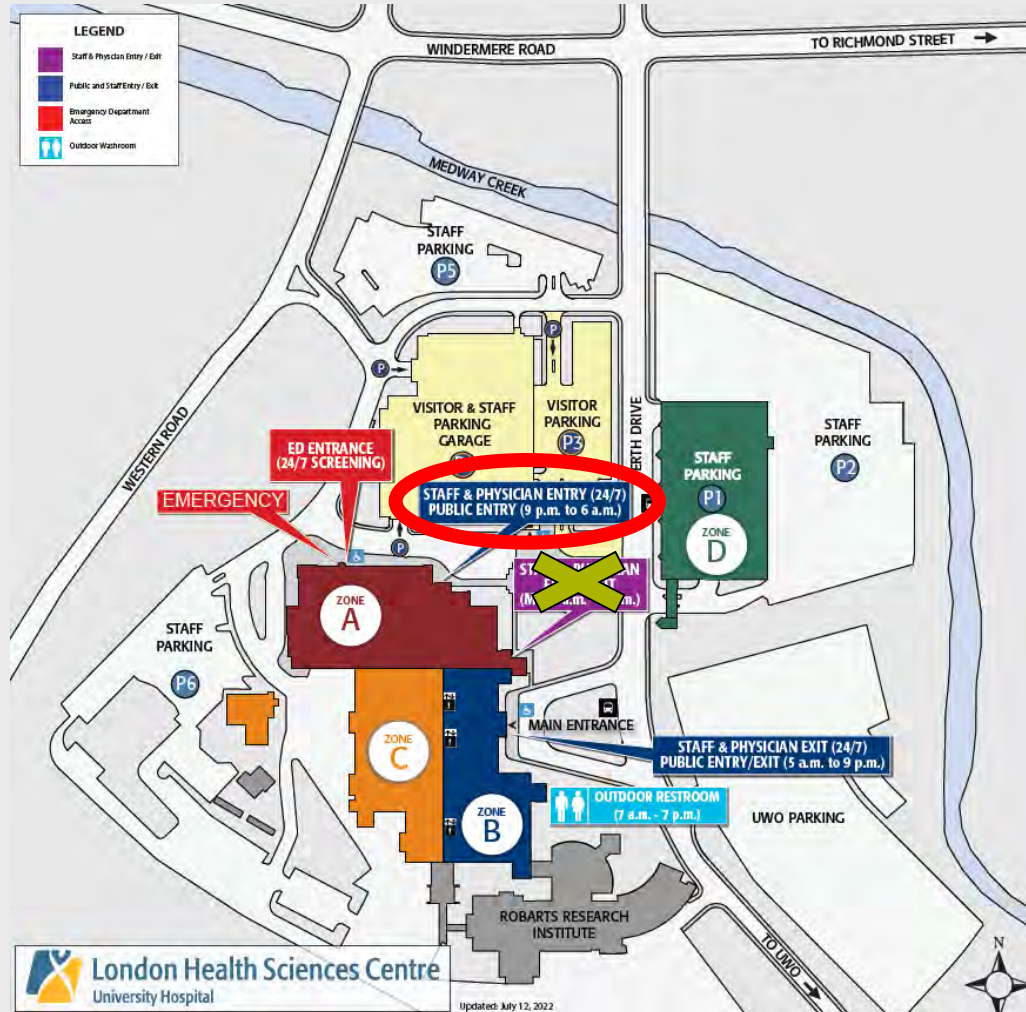 LEGEND
Staff & Physcian Entry / Exit
Public and Staff Entry / Exit
Emergency Department
Access
Outdoor Washroom
WINDERMERE ROAD
TO RICHMOND STREET
MEDWAY CREEK
STAFF
PARKING
P5
P
P
VISITOR & STAFF
PARKING
GARAGE
VISITOR
PARKING
P3
ERTH DRIVE
STAFF
PARKING
P1
ZONE
D
STAFF
PARKING
P2
WESTERN ROAD
ED ENTRANCE
(24/7 SCREENING)
EMERGENCY
STAFF & PHYSICIAN ENTRY (24/7)
PUBLIC ENTRY (9 p.m. to 6 a.m.)
P
ZONE
A
STAFF
PARKING
P6
MAIN ENTRANCE
ZONE
C
STAFF & PHYSICIAN EXIT (24/7)
PUBLIC ENTRY/EXIT (5 a.m. to 9 p.m.)
OUTDOOR RESTROOM
(7 a.m. - 7 p.m.)
ZONE
B
UWO PARKING
ROBARTS RESEARCH
INSTITUTE
TO UWO
N
London Health Sciences Centre
University Hospital
Updated: July 12, 2022